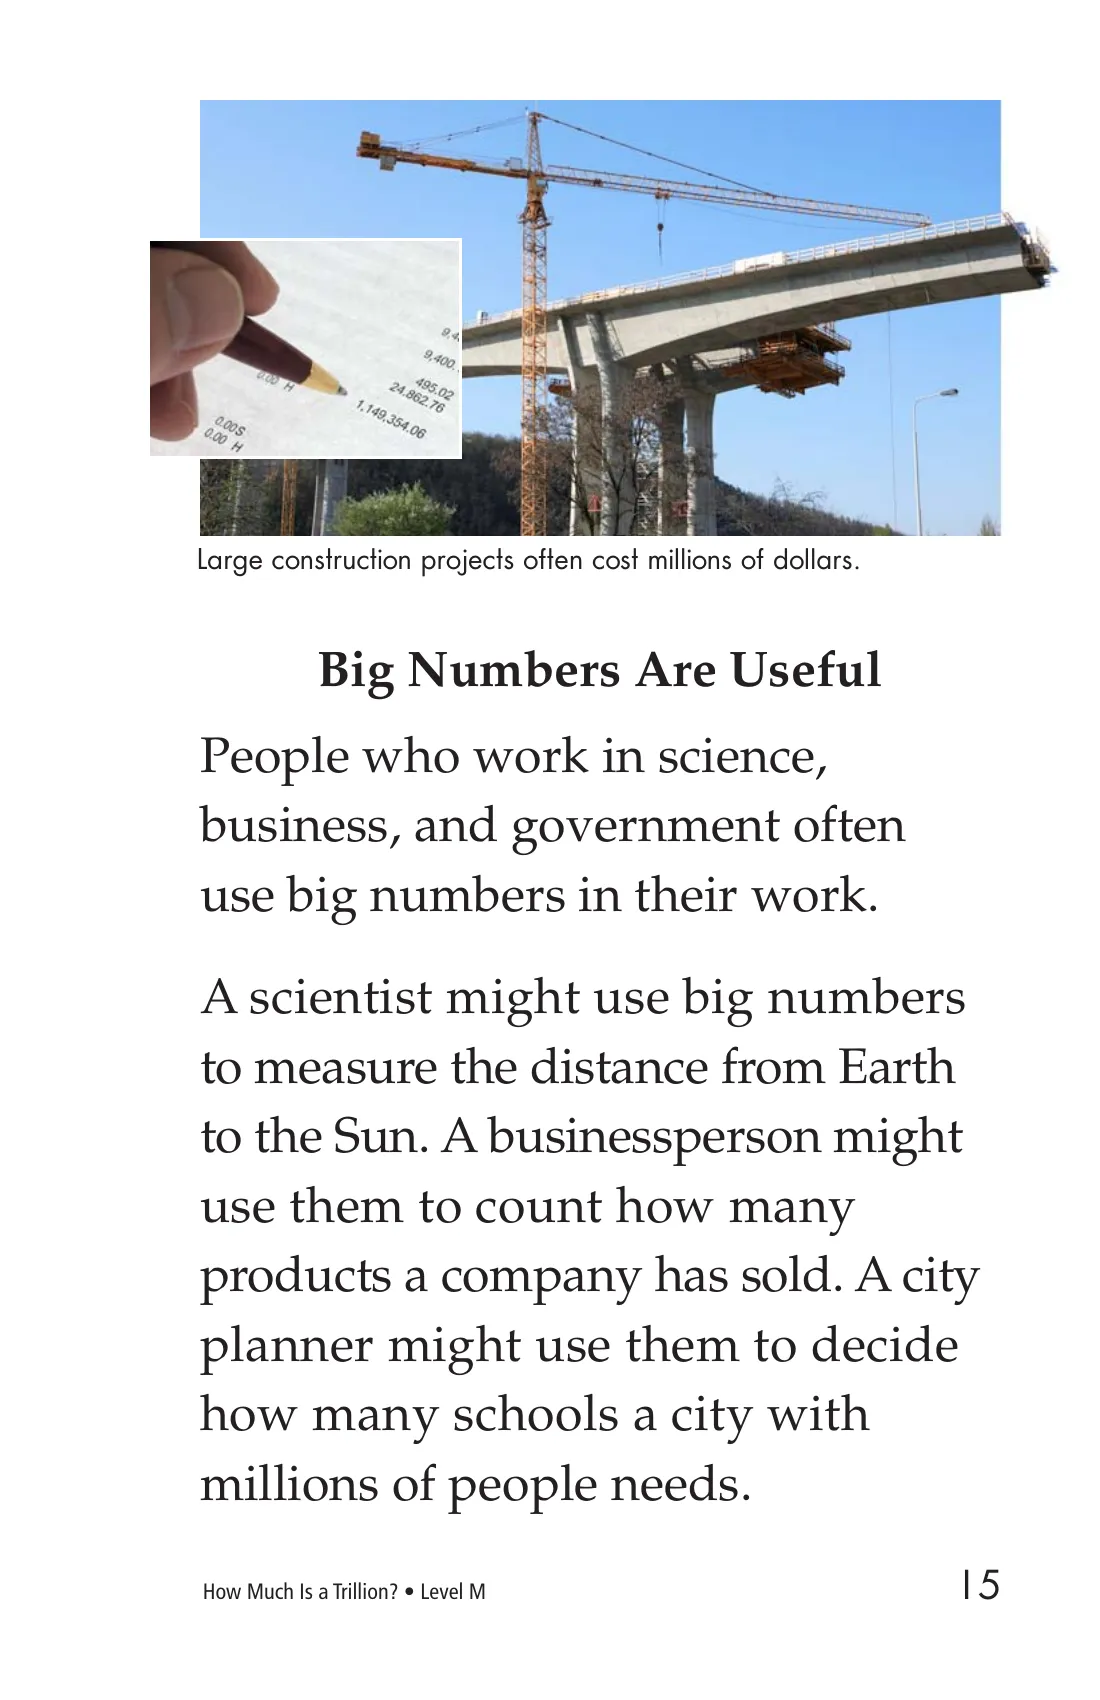 9,400.
495.02
24,862.76
1,149,354.06
0.00 H
0.00S
0.00 H
Large construction projects often cost millions of dollars.
Big Numbers Are Useful
People who work in science,
business, and government often
use big numbers in their work.
A scientist might use big numbers
to measure the distance from Earth
to the Sun. A businessperson might
use them to count how many
products a company has sold. A city
planner might use them to decide
how many schools a city with
millions of people needs.
How Much Is a Trillion? • Level M
15